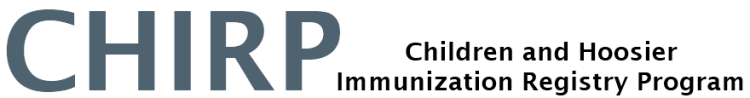 CHIRP
Children and Hoosier
Immunization Registry Program